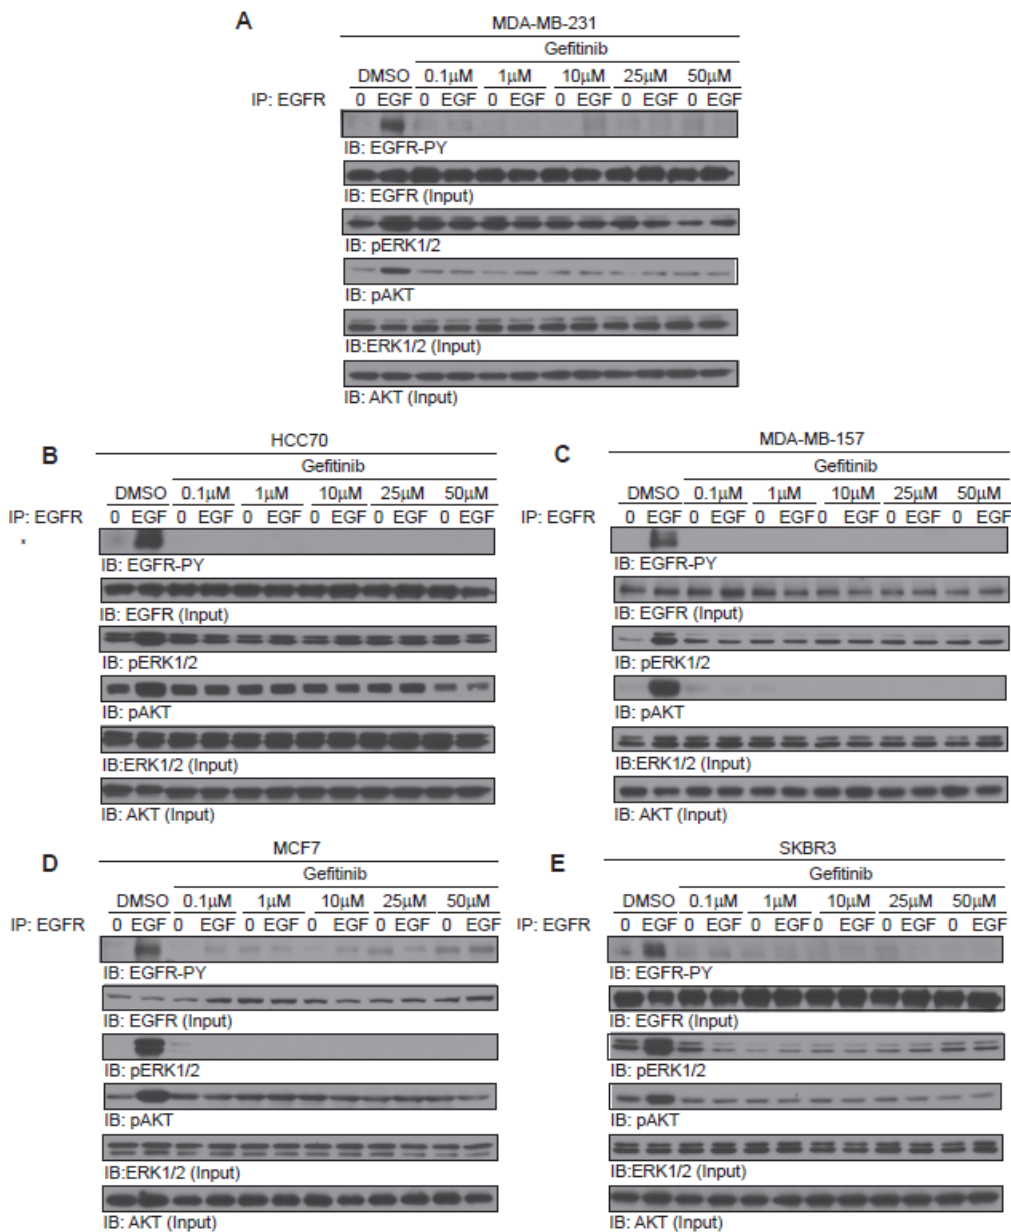 A
MDA-MB-231
Gefitinib
DMSO 0.1µM 1µM 10µM 25µM 50µM
IP: EGFR 0 EGF 0 EGF 0 EGF 0 EGF 0 EGF 0 EGF
IB: EGFR-PY
IB: EGFR (Input)
IB: pERK1/2
IB: pAKT
IB:ERK1/2 (Input)
IB: AKT (Input)
B
HCC70
Gefitinib
DMSO 0.1µM 1µM 10µM 25µM 50µM
IP: EGFR 0 EGF 0 EGF 0 EGF 0 EGF 0 EGF 0 EGF
IB: EGFR-PY
IB: EGFR (Input)
IB: pERK1/2
IB: pAKT
IB:ERK1/2 (Input)
IB: AKT (Input)
C
MDA-MB-157
Gefitinib
DMSO 0.1µM 1µM 10µM 25µM 50µM
IP: EGFR 0 EGF 0 EGF 0 EGF 0 EGF 0 EGF 0 EGF
IB: EGFR-PY
IB: EGFR (Input)
IB: pERK1/2
IB: pAKT
IB:ERK1/2 (Input)
IB: AKT (Input)
D
MCF7
Gefitinib
DMSO 0.1µM 1µM 10µM 25µM 50µM
IP: EGFR 0 EGF 0 EGF 0 EGF 0 EGF 0 EGF 0 EGF
IB: EGFR-PY
IB: EGFR (Input)
IB: pERK1/2
IB: pAKT
IB:ERK1/2 (Input)
IB: AKT (Input)
E
SKBR3
Gefitinib
DMSO 0.1µM 1µM 10µM 25µM 50µM
IP: EGFR 0 EGF 0 EGF 0 EGF 0 EGF 0 EGF 0 EGF
IB: EGFR-PY
IB: EGFR (Input)
IB: pERK1/2
IB: pAKT
IB:ERK1/2 (Input)
IB: AKT (Input)